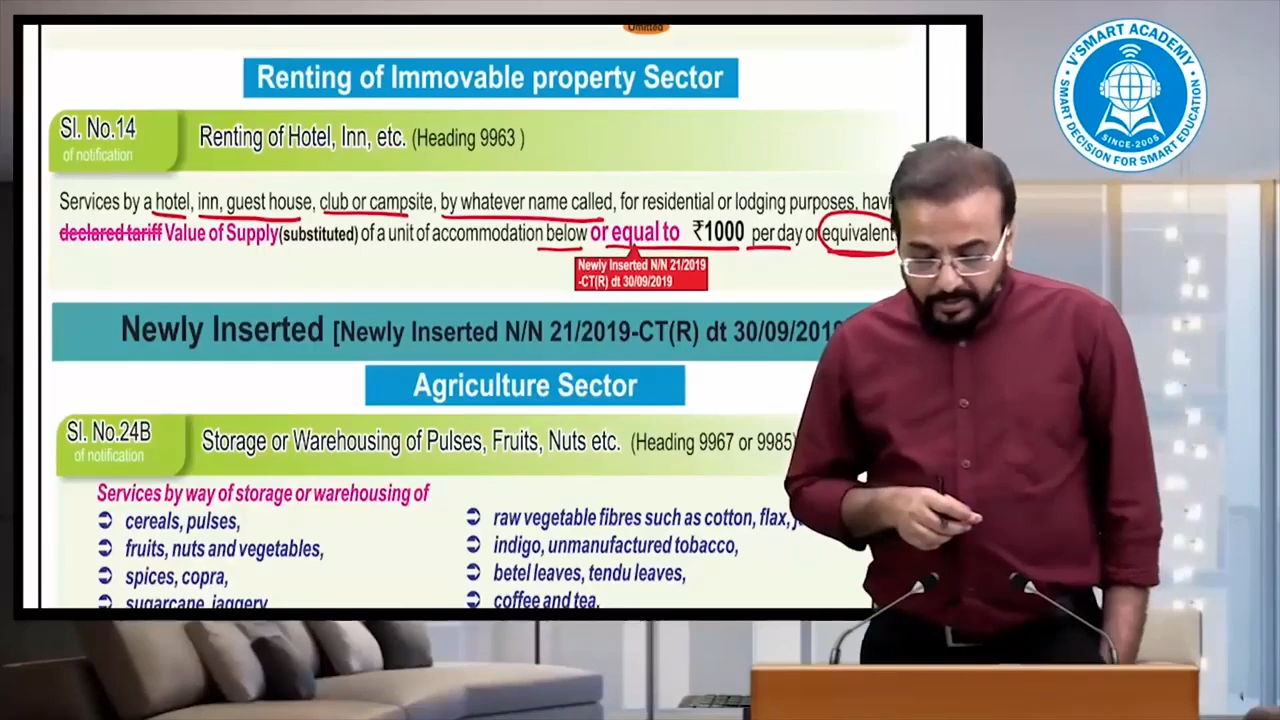 Omitted
Renting of Immovable property Sector
Sl. No.14
of notification
Renting of Hotel, Inn, etc. (Heading 9963 )
Services by a hotel, inn, guest house, club or campsite, by whatever name called, for residential or lodging purposes, havi
declared tariff Value of Supply(substituted) of a unit of accommodation below or equal to ₹1000 per day or equivalent
Newly Inserted N/N 21/2019
-CT(R) dt 30/09/2019
Newly Inserted [Newly Inserted N/N 21/2019-CT(R) dt 30/09/2019
Agriculture Sector
Sl. No.24B
of notification
Storage or Warehousing of Pulses, Fruits, Nuts etc. (Heading 9967 or 9985)
Services by way of storage or warehousing of
cereals, pulses,
fruits, nuts and vegetables,
spices, copra,
sugarcane, jaggery
raw vegetable fibres such as cotton, flax,
indigo, unmanufactured tobacco,
betel leaves, tendu leaves,
coffee and tea,
V'SMART ACADEMY
SINCE-2005
SMART DECISION FOR SMART EDUCATION